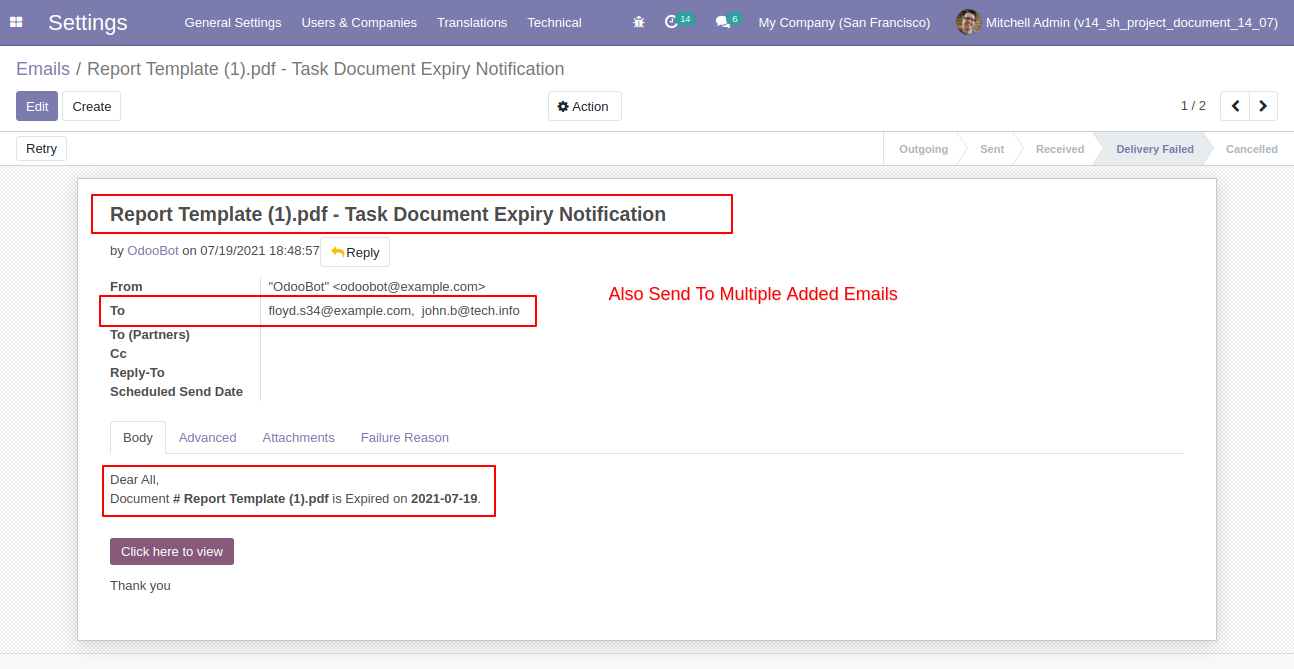 Settings General Settings Users & Companies Translations Technical 14 6 My Company (San Francisco) Mitchell Admin (v14_sh_project_document_14_07)
Emails / Report Template (1).pdf - Task Document Expiry Notification
Edit Create Action 1 / 2
Retry Outgoing Sent Received Delivery Failed Cancelled
Report Template (1).pdf - Task Document Expiry Notification
by OdooBot on 07/19/2021 18:48:57 Reply
From "OdooBot" <odoobot@example.com>
Also Send To Multiple Added Emails
To floyd.s34@example.com, john.b@tech.info
To (Partners)
Cc
Reply-To
Scheduled Send Date
Body Advanced Attachments Failure Reason
Dear All,
Document # Report Template (1).pdf is Expired on 2021-07-19.
Click here to view
Thank you